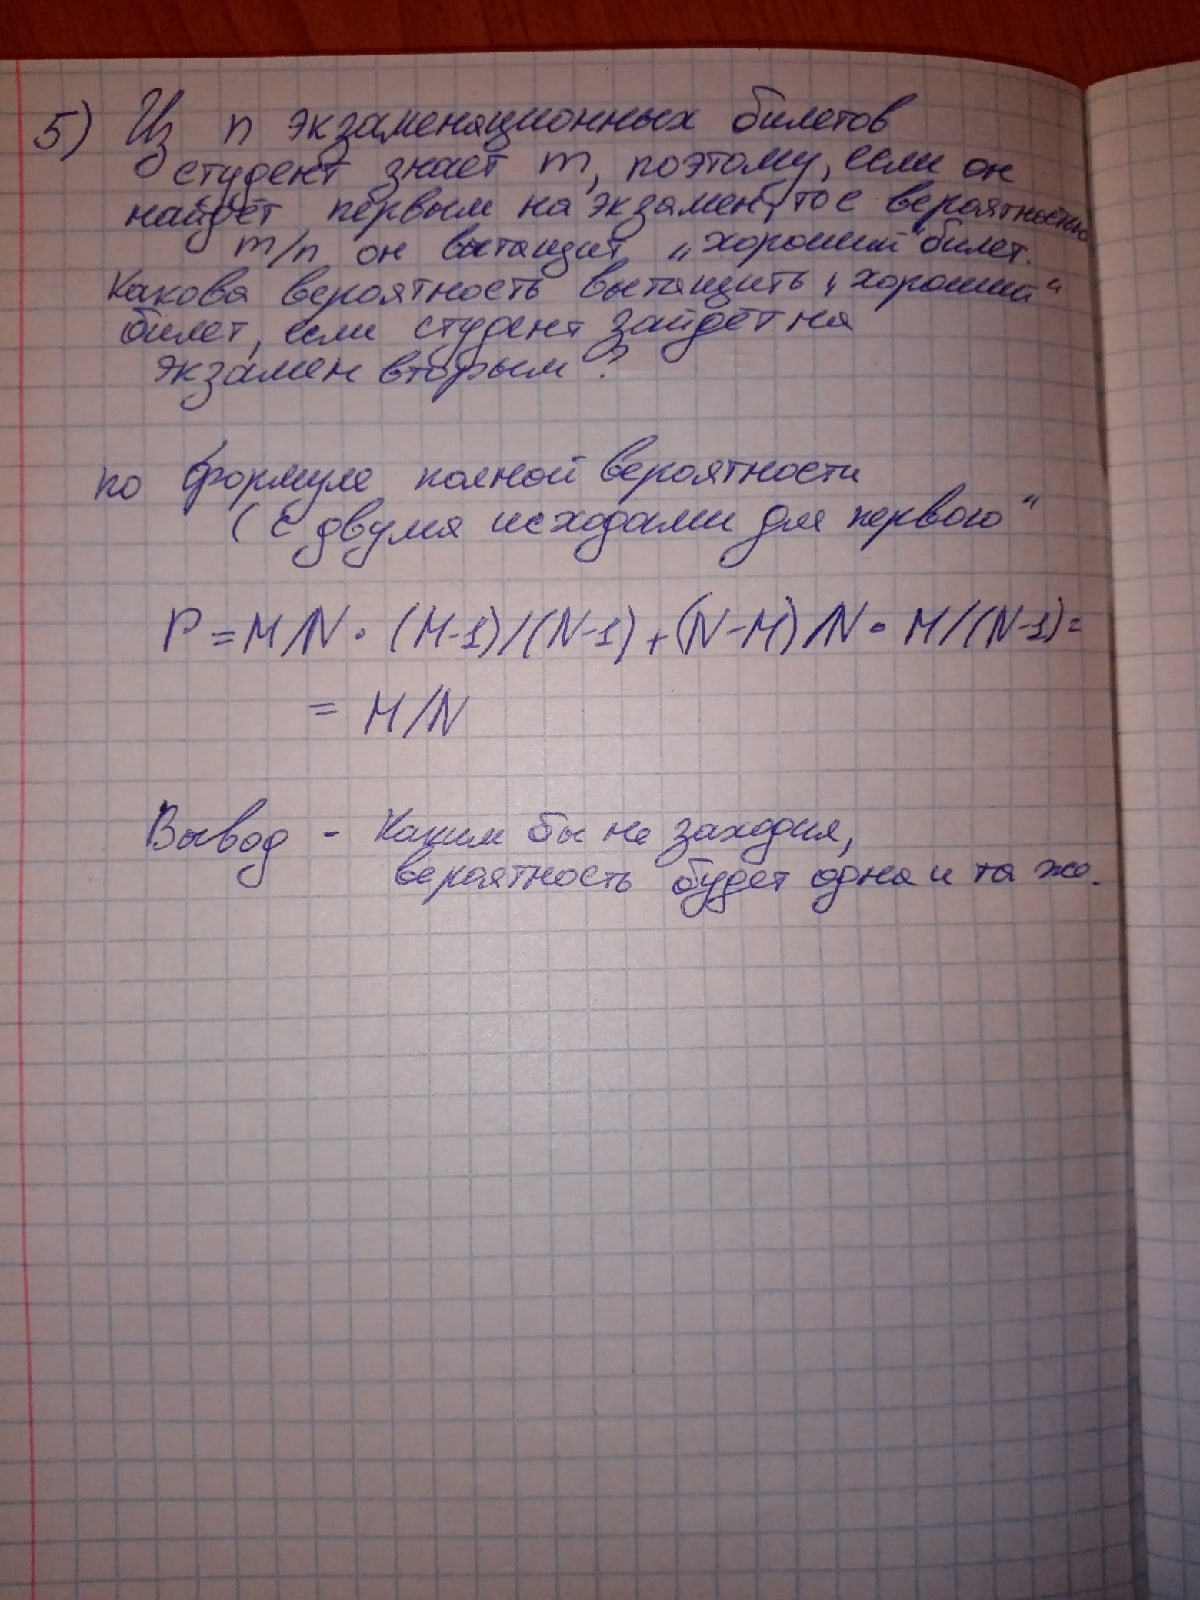 5) Из n экзаменационных билетов
студент знает m, поэтому, если он
найдёт первым на экзамен, то с вероятностью
m/n он вытащит „хороший билет.
Какова вероятность вытащить „хороший“
билет, если студент зайдёт на
экзамен вторым?
по формуле полной вероятности
(с двумя исходами для первого“
P = M/N • (M-1)/(N-1) + (N-M)/N • M/(N-1) =
= M/N
Вывод - Каким бы не заходил,
вероятность будет одна и та же.